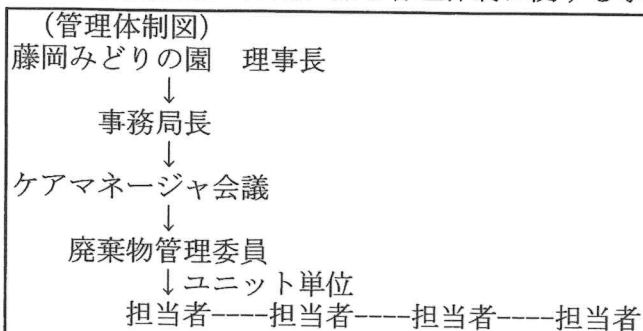 (管理体制図)
藤岡みどりの園　理事長
↓
事務局長
↓
ケアマネージャ会議
↓
廃棄物管理委員
↓ユニット単位
担当者----担当者----担当者----担当者